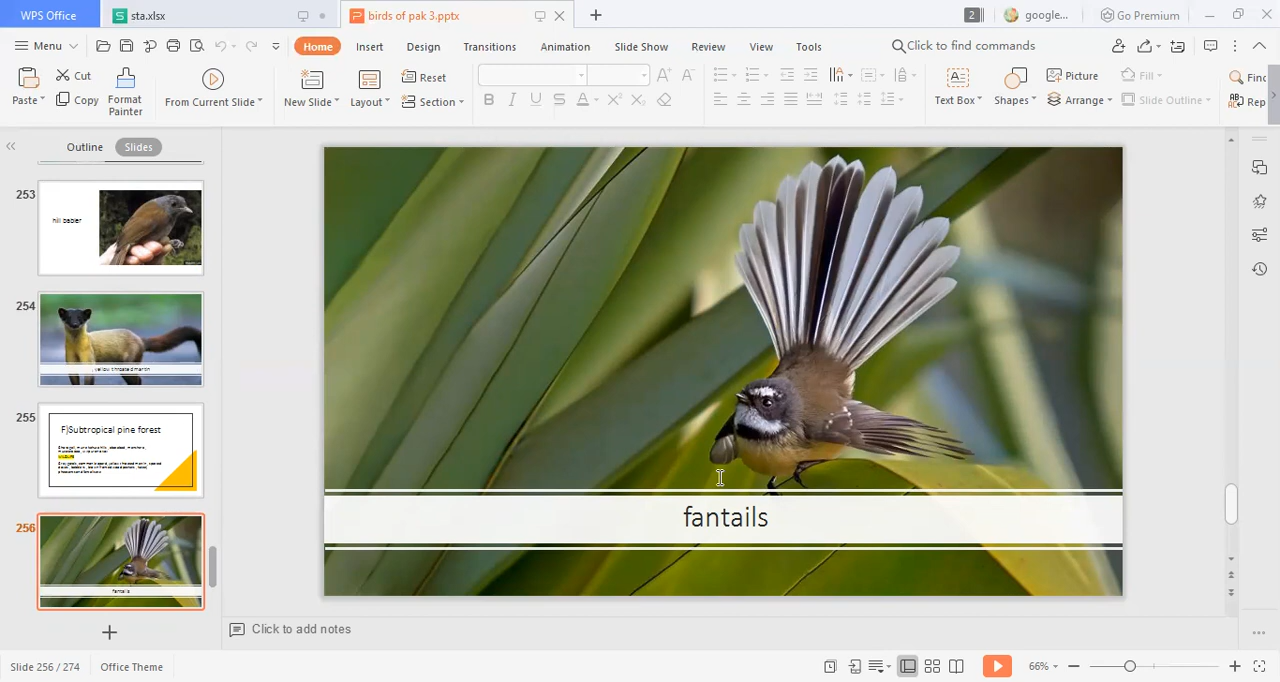 WPS Office
sta.xlsx
birds of pak 3.pptx
2
google...
Go Premium
Menu
Home
Insert
Design
Transitions
Animation
Slide Show
Review
View
Tools
Click to find commands
Paste
Cut
Copy
Format
Painter
From Current Slide
New Slide
Layout
Reset
Section
Text Box
Shapes
Picture
Arrange
Fill
Slide Outline
Find
Rep
Outline
Slides
253
254
yellow throated martin
255
F)Subtropical pine forest
256
fantails
fantails
Click to add notes
Slide 256 / 274
Office Theme
66%